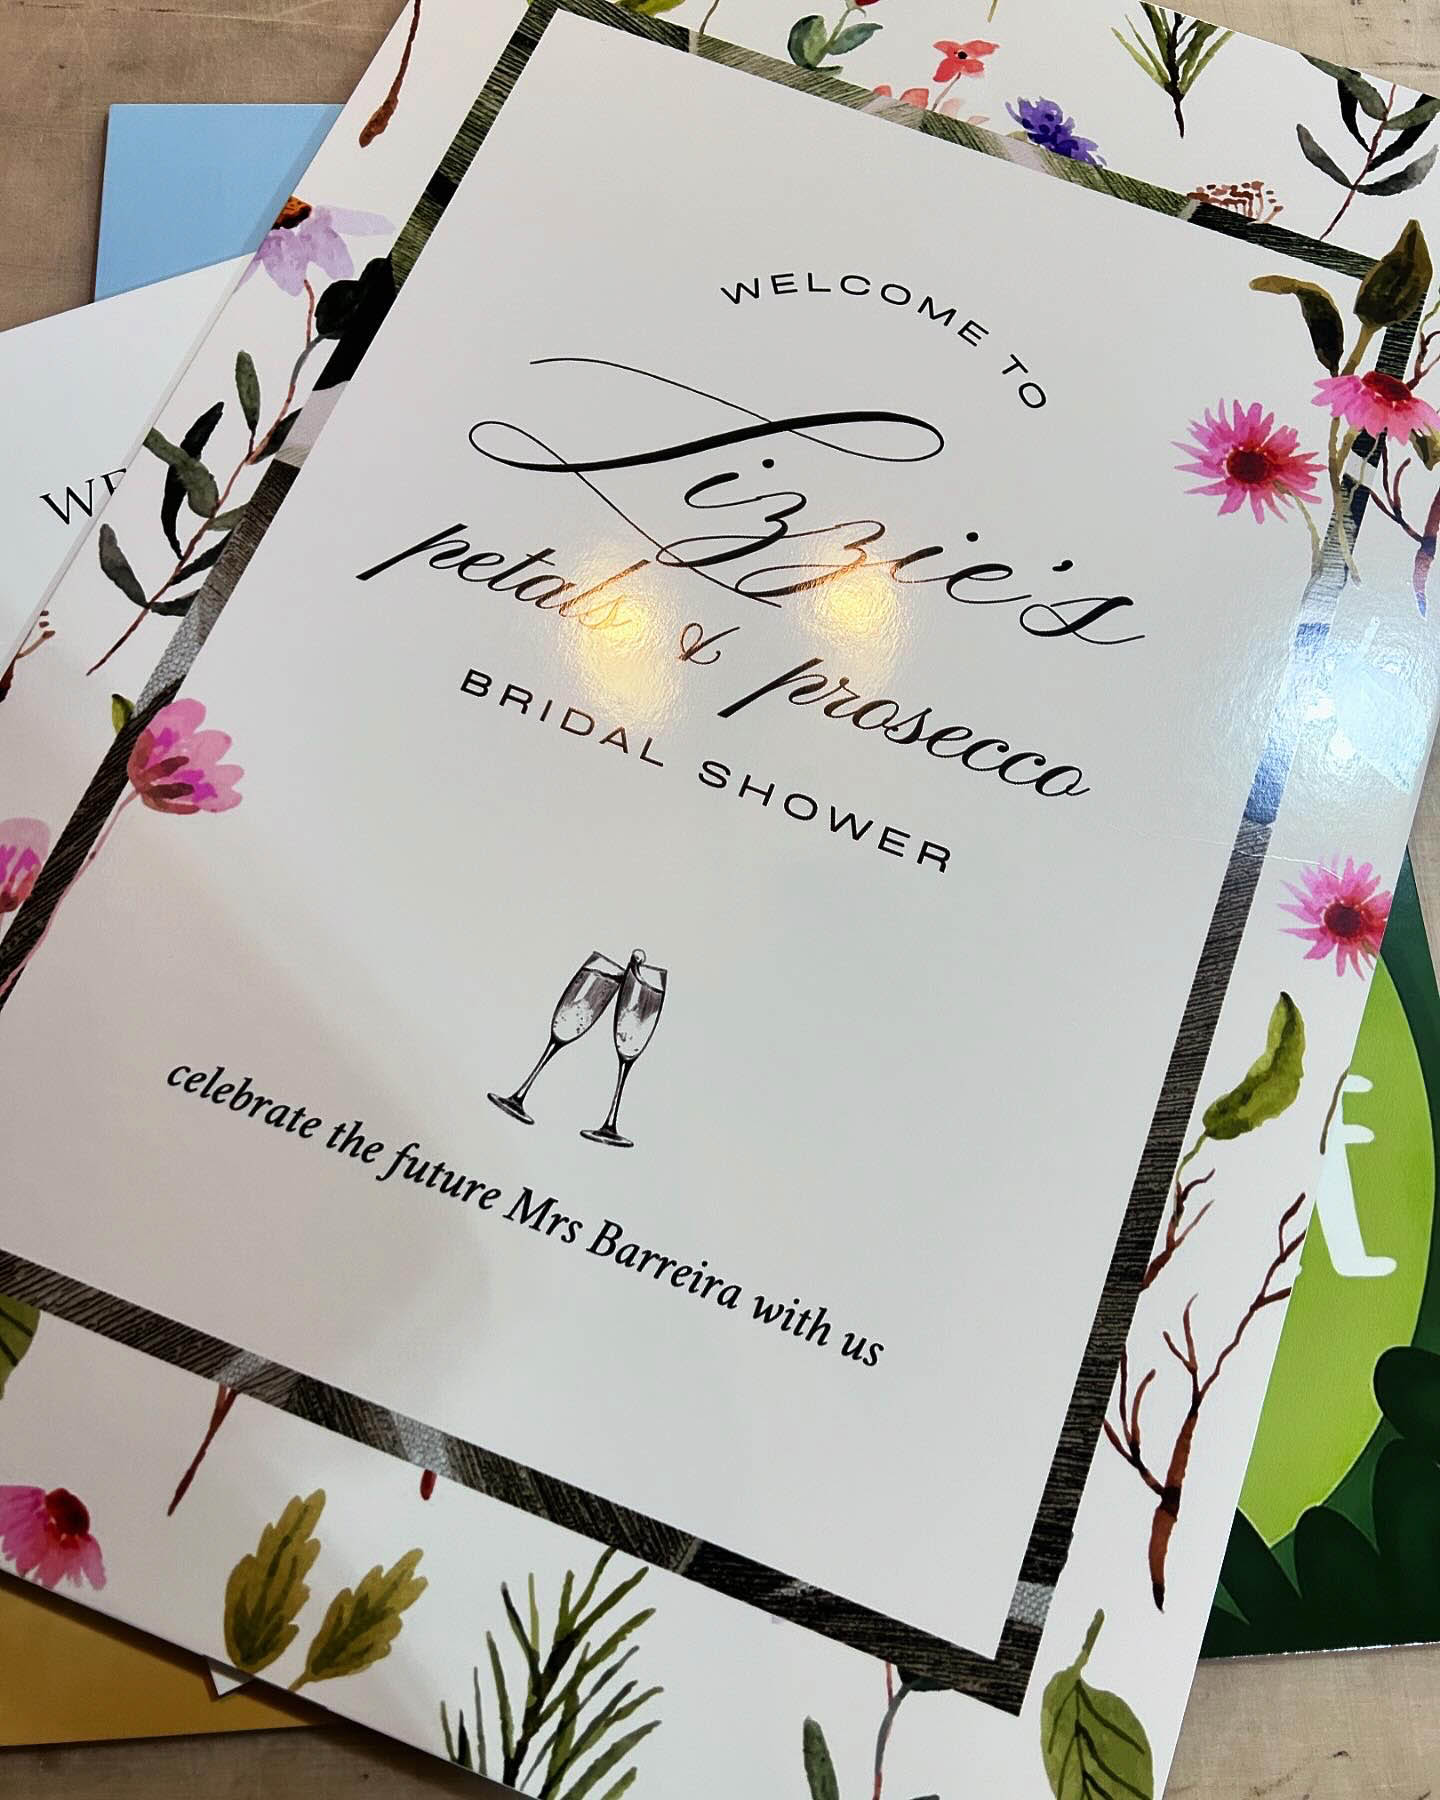 WELCOME TO
Lizzie's
petals & prosecco
BRIDAL SHOWER
celebrate the future Mrs Barreira with us